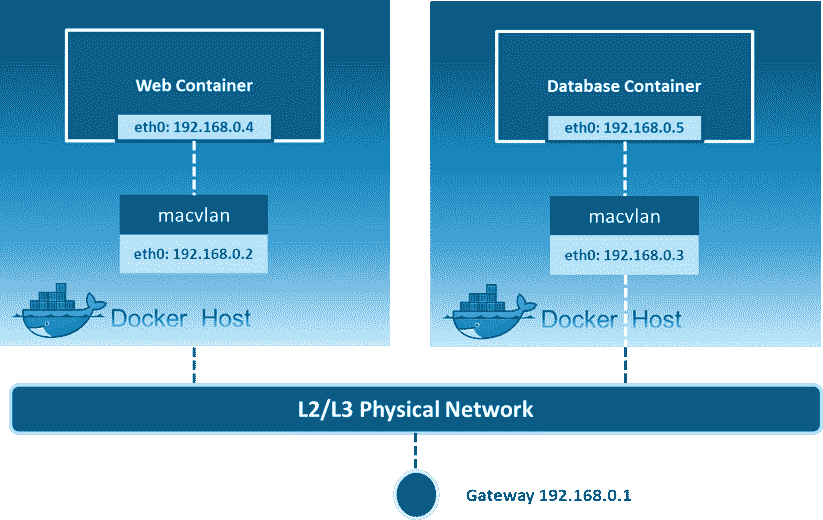 Web Container
eth0: 192.168.0.4
macvlan
eth0: 192.168.0.2
Docker Host
Database Container
eth0: 192.168.0.5
macvlan
eth0: 192.168.0.3
Docker Host
L2/L3 Physical Network
Gateway 192.168.0.1